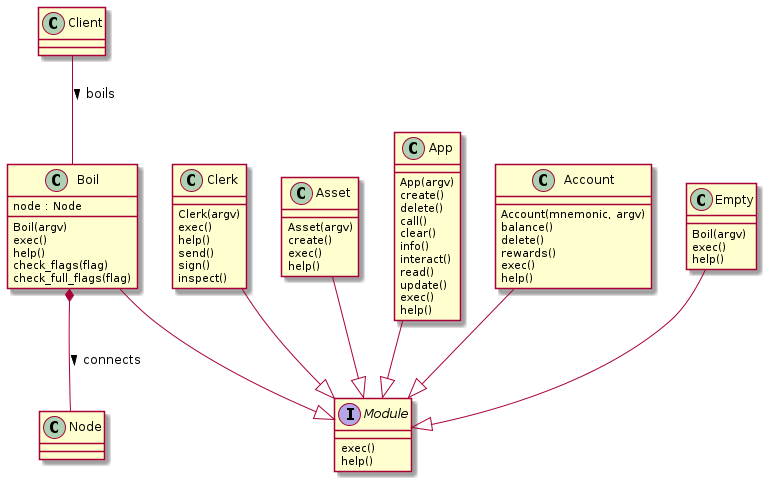 C Client
boils
C Boil
node : Node
Boil(argv)
exec()
help()
check_flags(flag)
check_full_flags(flag)
C Clerk
Clerk(argv)
exec()
help()
send()
sign()
inspect()
C Asset
Asset(argv)
create()
exec()
help()
C App
App(argv)
create()
delete()
call()
clear()
info()
interact()
read()
update()
exec()
help()
C Account
Account(mnemonic, argv)
balance()
delete()
rewards()
exec()
help()
C Empty
Boil(argv)
exec()
help()
connects
C Node
I Module
exec()
help()